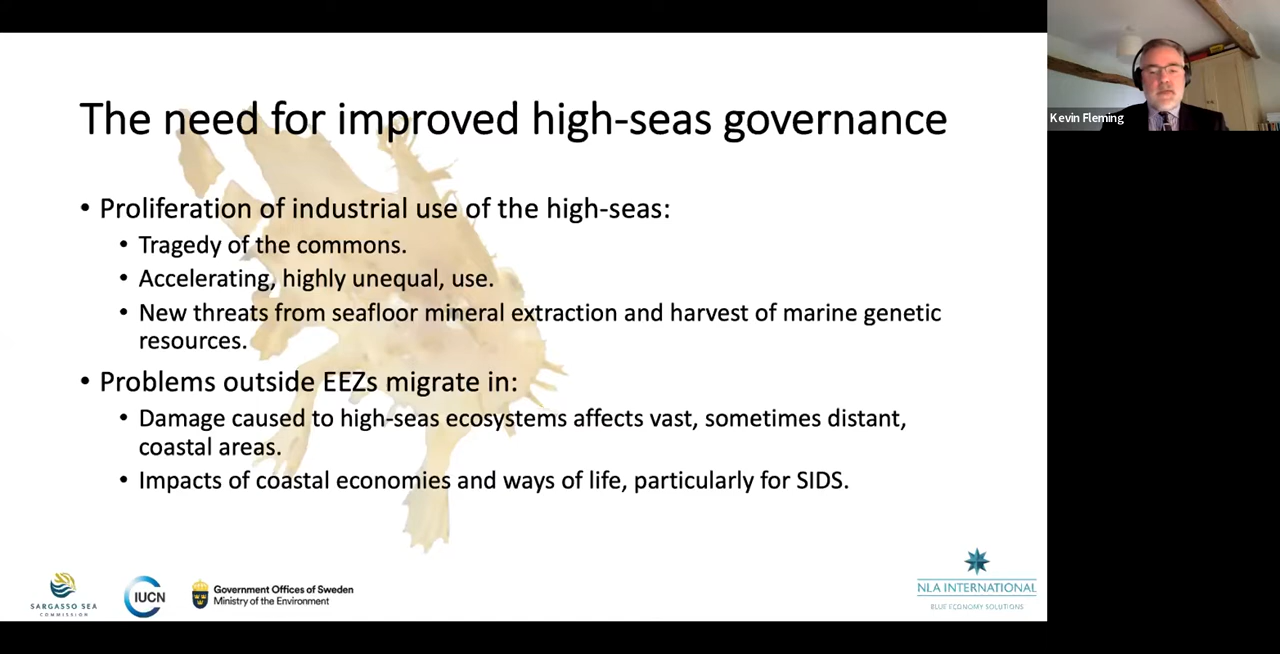 The need for improved high-seas governance
• Proliferation of industrial use of the high-seas:
• Tragedy of the commons.
• Accelerating, highly unequal, use.
• New threats from seafloor mineral extraction and harvest of marine genetic
resources.
• Problems outside EEZs migrate in:
• Damage caused to high-seas ecosystems affects vast, sometimes distant,
coastal areas.
• Impacts of coastal economies and ways of life, particularly for SIDS.
SARGASSO SEA
COMMISSION
IUCN
Government Offices of Sweden
Ministry of the Environment
NLA INTERNATIONAL
BLUE ECONOMY SOLUTIONS
Kevin Fleming